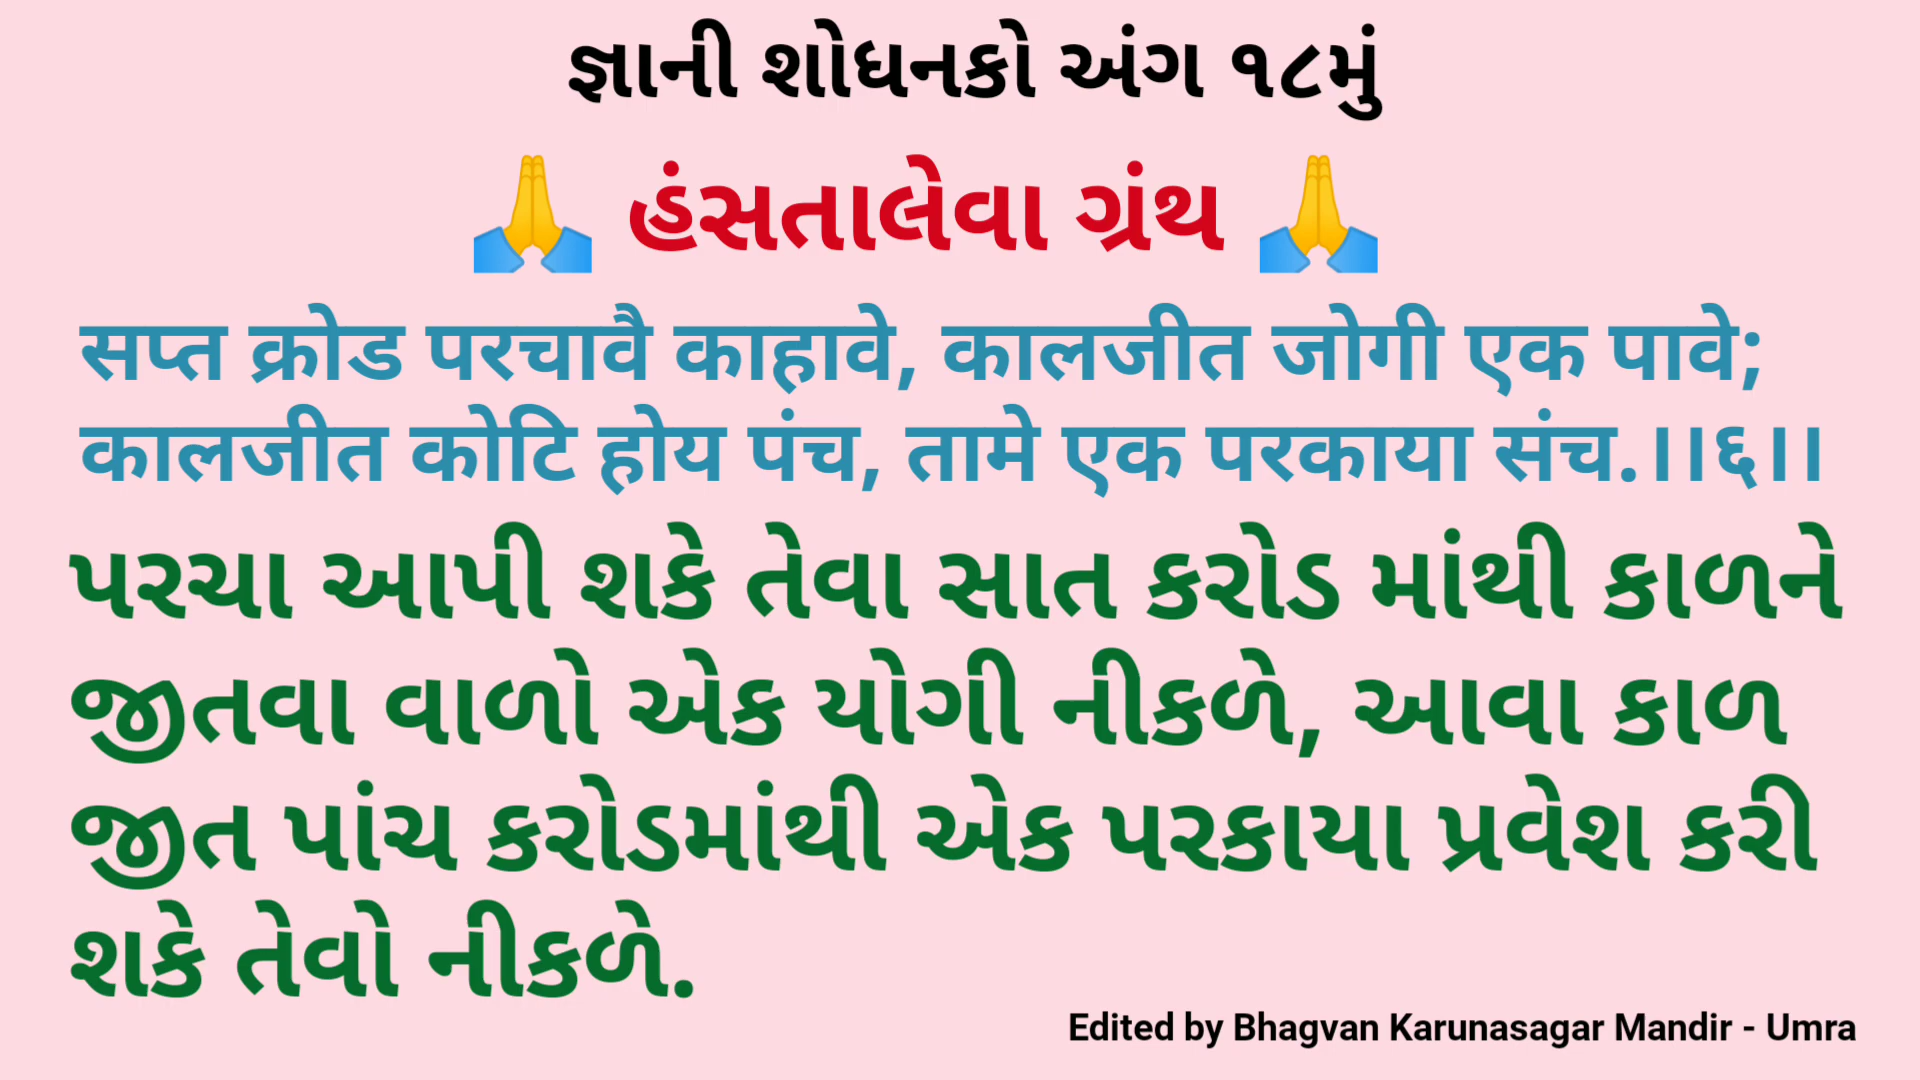 જ્ઞાની શોધનકો અંગ ૧૮મું
🙏 હંસતાલેવા ગ્રંથ 🙏
सप्त क्रोड परचावै काहावे, कालजीत जोगी एक पावे;
कालजीत कोटि होय पंच, तामे एक परकाया संच.।।६।।
પરચા આપી શકે તેવા સાત કરોડ માંથી કાળને
જીતવા વાળો એક યોગી નીકળે, આવા કાળ
જીત પાંચ કરોડમાંથી એક પરકાયા પ્રવેશ કરી
શકે તેવો નીકળે.
Edited by Bhagvan Karunasagar Mandir - Umra